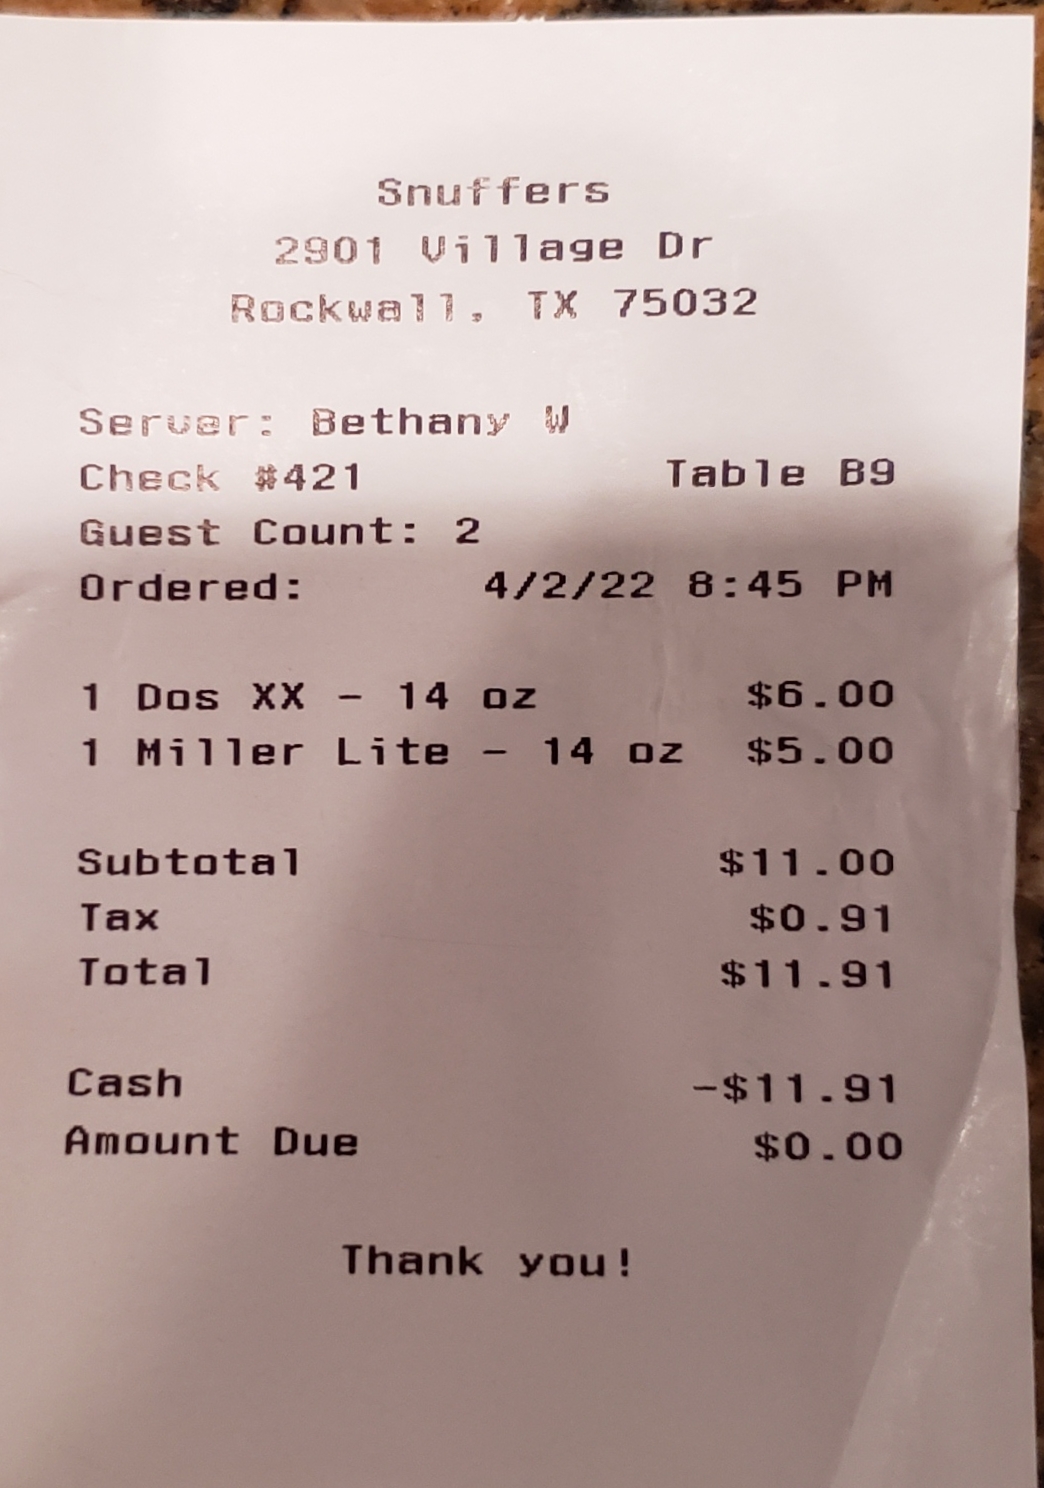 Snuffers
2901 Village Dr
Rockwall, TX 75032
Server: Bethany W
Check #421 Table B9
Guest Count: 2
Ordered: 4/2/22 8:45 PM
1 Dos XX - 14 oz $6.00
1 Miller Lite - 14 oz $5.00
Subtotal $11.00
Tax $0.91
Total $11.91
Cash -$11.91
Amount Due $0.00
Thank you!